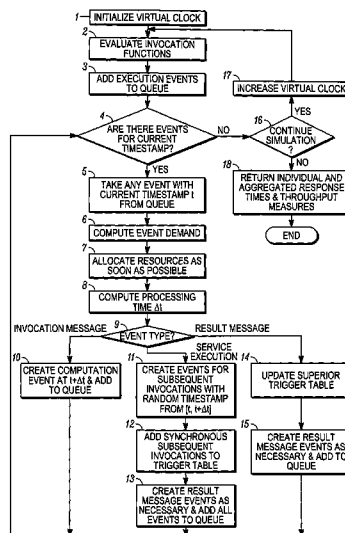 1
INITIALIZE VIRTUAL CLOCK
2
EVALUATE INVOCATION
FUNCTIONS
3
ADD EXECUTION EVENTS
TO QUEUE
4
ARE THERE EVENTS
FOR CURRENT
TIMESTAMP?
NO
YES
17
INCREASE VIRTUAL CLOCK
YES
16
CONTINUE
SIMULATION
?
NO
18
RETURN INDIVIDUAL AND
AGGREGATED RESPONSE
TIMES & THROUGHPUT
MEASURES
END
5
TAKE ANY EVENT WITH
CURRENT TIMESTAMP t
FROM QUEUE
6
COMPUTE EVENT DEMAND
7
ALLOCATE RESOURCES AS
SOON AS POSSIBLE
8
COMPUTE PROCESSING
TIME Δt
9
EVENT TYPE?
INVOCATION MESSAGE
RESULT MESSAGE
SERVICE
EXECUTION
10
CREATE COMPUTATION
EVENT AT t+Δt & ADD
TO QUEUE
11
CREATE EVENTS FOR
SUBSEQUENT
INVOCATIONS WITH
RANDOM TIMESTAMP
FROM [t, t+Δt]
12
ADD SYNCHRONOUS
SUBSEQUENT
INVOCATIONS TO
TRIGGER TABLE
13
CREATE RESULT
MESSAGE EVENTS AS
NECESSARY & ADD ALL
EVENTS TO QUEUE
14
UPDATE SUPERIOR
TRIGGER TABLE
15
CREATE RESULT
MESSAGE EVENTS AS
NECESSARY & ADD TO
QUEUE